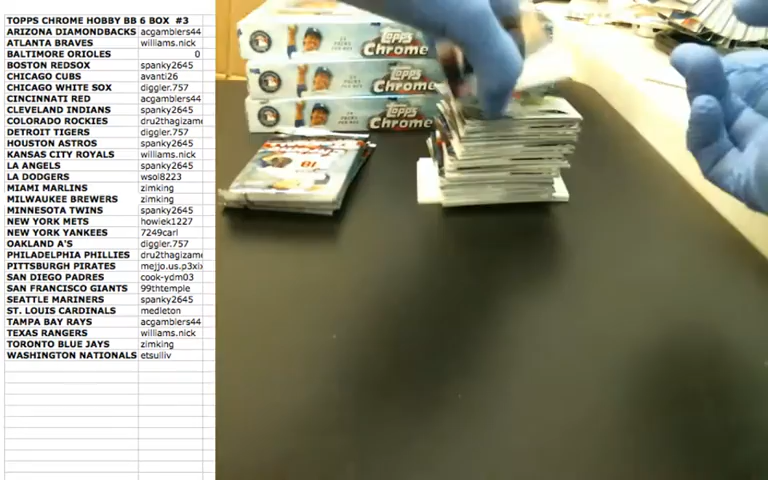 TOPPS CHROME HOBBY BB 6 BOX #3
ARIZONA DIAMONDBACKS acgamblers44
ATLANTA BRAVES williams.nick
BALTIMORE ORIOLES 0
BOSTON REDSOX spanky2645
CHICAGO CUBS avanti26
CHICAGO WHITE SOX diggler.757
CINCINNATI RED acgamblers44
CLEVELAND INDIANS spanky2645
COLORADO ROCKIES dru2thagizame
DETROIT TIGERS diggler.757
HOUSTON ASTROS spanky2645
KANSAS CITY ROYALS williams.nick
LA ANGELS spanky2645
LA DODGERS wsol8223
MIAMI MARLINS zimking
MILWAUKEE BREWERS zimking
MINNESOTA TWINS spanky2645
NEW YORK METS howiek1227
NEW YORK YANKEES 7249carl
OAKLAND A'S diggler.757
PHILADELPHIA PHILLIES dru2thagizame
PITTSBURGH PIRATES mejjo.us.p3xix
SAN DIEGO PADRES cook-ydm03
SAN FRANCISCO GIANTS 99thtemple
SEATTLE MARINERS spanky2645
ST. LOUIS CARDINALS medleton
TAMPA BAY RAYS acgamblers44
TEXAS RANGERS williams.nick
TORONTO BLUE JAYS zimking
WASHINGTON NATIONALS etsulliv
Topps
Chrome
Topps
Chrome
Topps
Chrome